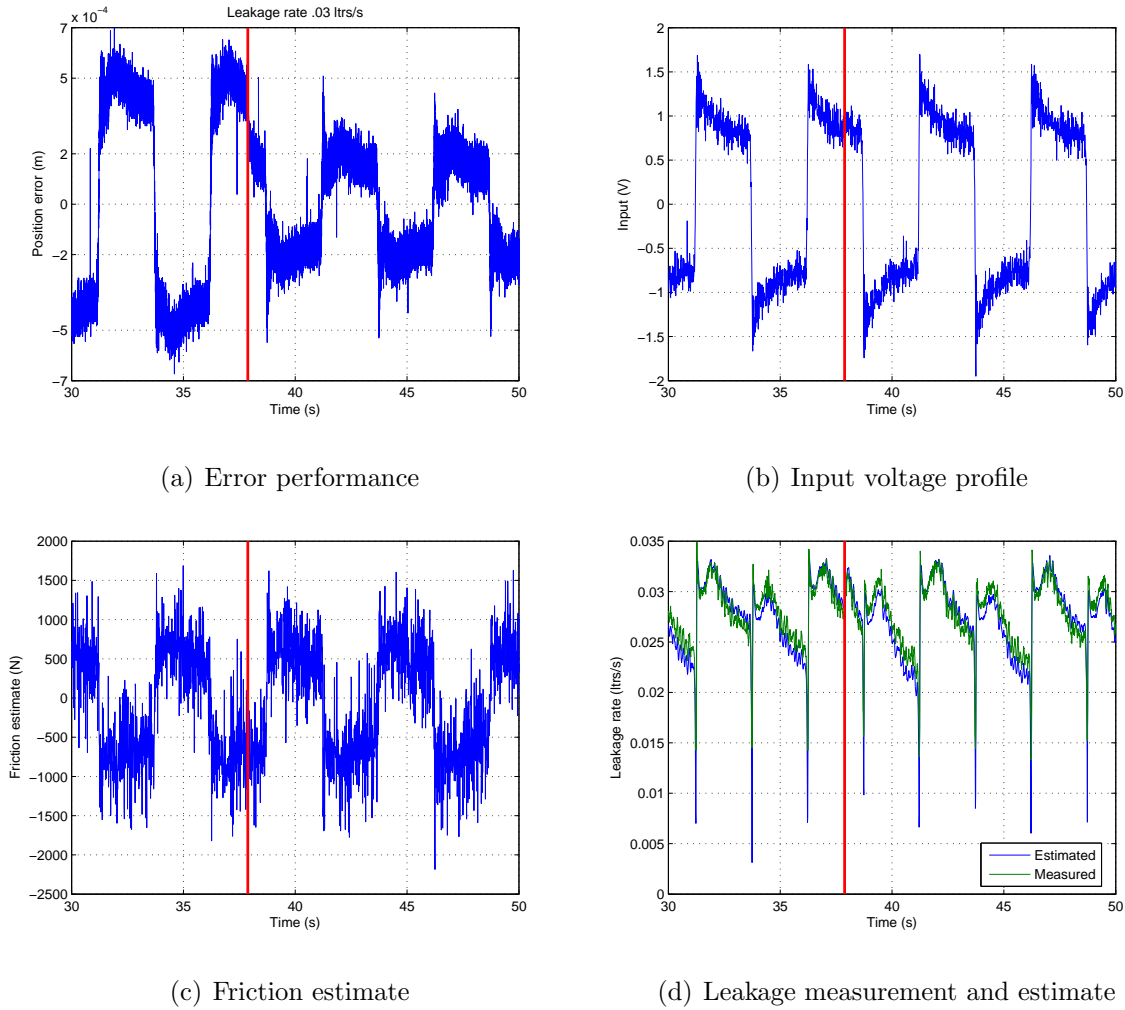 Leakage rate .03 ltrs/s
x 10⁻⁴
7
5
2
0
−2
−5
−7
Position error (m)
30 35 40 45 50
Time (s)
(a) Error performance
2
1.5
1
0.5
0
−0.5
−1
−1.5
−2
Input (V)
30 35 40 45 50
Time (s)
(b) Input voltage profile
2000
1500
1000
500
0
−500
−1000
−1500
−2000
−2500
Friction estimate (N)
30 35 40 45 50
Time (s)
(c) Friction estimate
0.035
0.03
0.025
0.02
0.015
0.01
0.005
0
Leakage rate (ltrs/s)
Estimated
Measured
30 35 40 45 50
Time (s)
(d) Leakage measurement and estimate